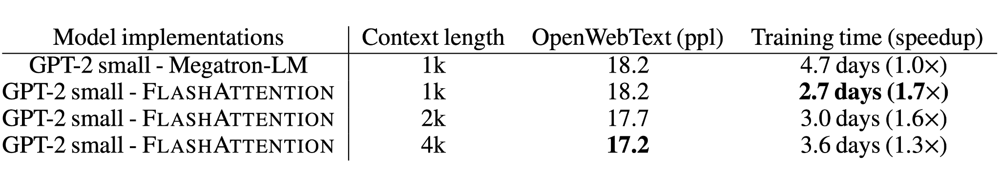 Model implementations Context length OpenWebText (ppl) Training time (speedup)
GPT-2 small - Megatron-LM 1k 18.2 4.7 days (1.0×)
GPT-2 small - FLASHATTENTION 1k 18.2 2.7 days (1.7×)
GPT-2 small - FLASHATTENTION 2k 17.7 3.0 days (1.6×)
GPT-2 small - FLASHATTENTION 4k 17.2 3.6 days (1.3×)